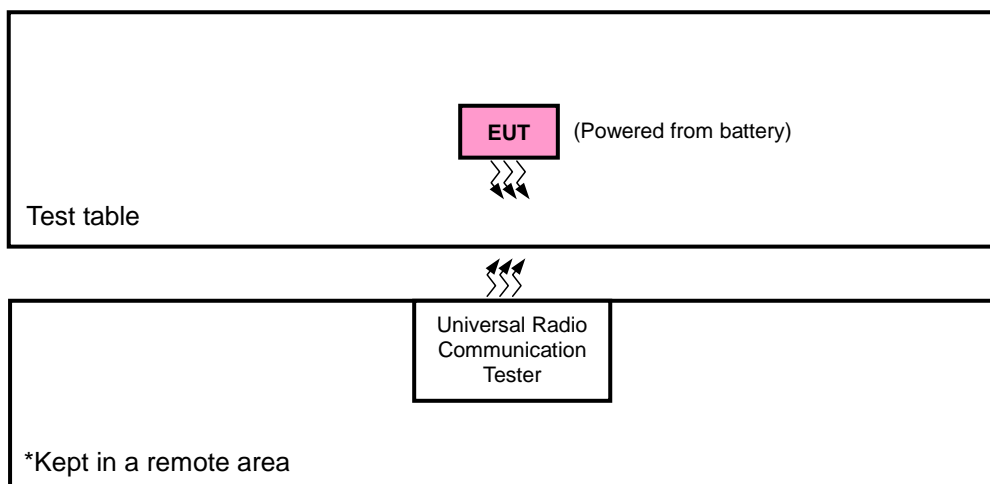 EUT
(Powered from battery)
Test table
Universal Radio
Communication
Tester
*Kept in a remote area